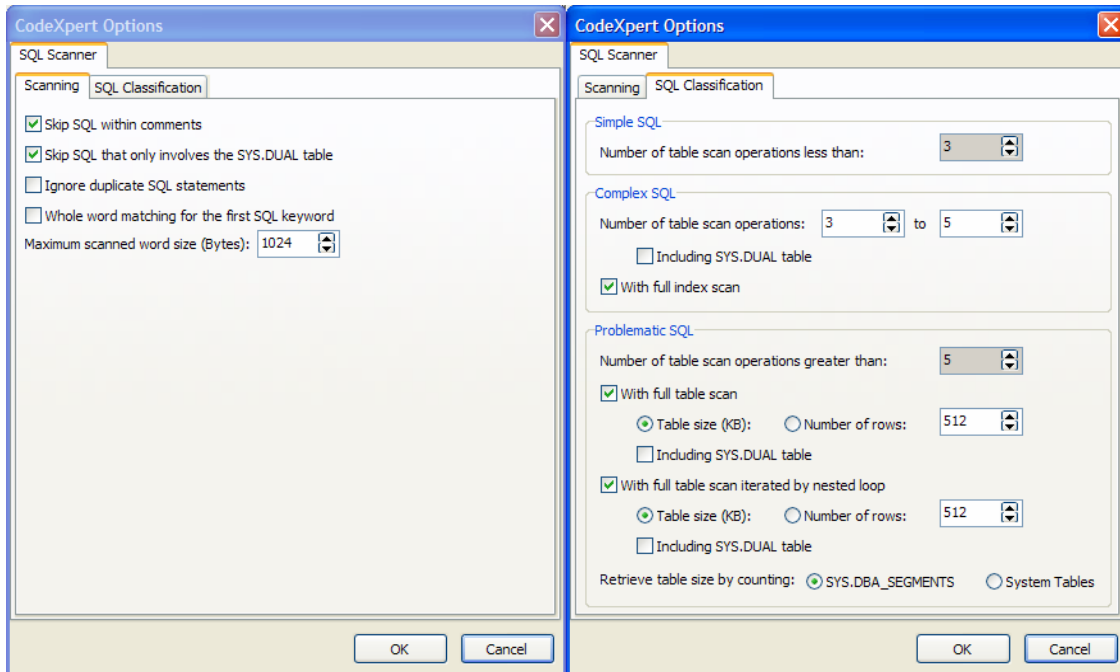 CodeXpert Options
SQL Scanner
Scanning SQL Classification
Skip SQL within comments
Skip SQL that only involves the SYS.DUAL table
Ignore duplicate SQL statements
Whole word matching for the first SQL keyword
Maximum scanned word size (Bytes): 1024
OK Cancel
CodeXpert Options
SQL Scanner
Scanning SQL Classification
Simple SQL
Number of table scan operations less than: 3
Complex SQL
Number of table scan operations: 3 to 5
Including SYS.DUAL table
With full index scan
Problematic SQL
Number of table scan operations greater than: 5
With full table scan
Table size (KB): Number of rows: 512
Including SYS.DUAL table
With full table scan iterated by nested loop
Table size (KB): Number of rows: 512
Including SYS.DUAL table
Retrieve table size by counting: SYS.DBA_SEGMENTS System Tables
OK Cancel